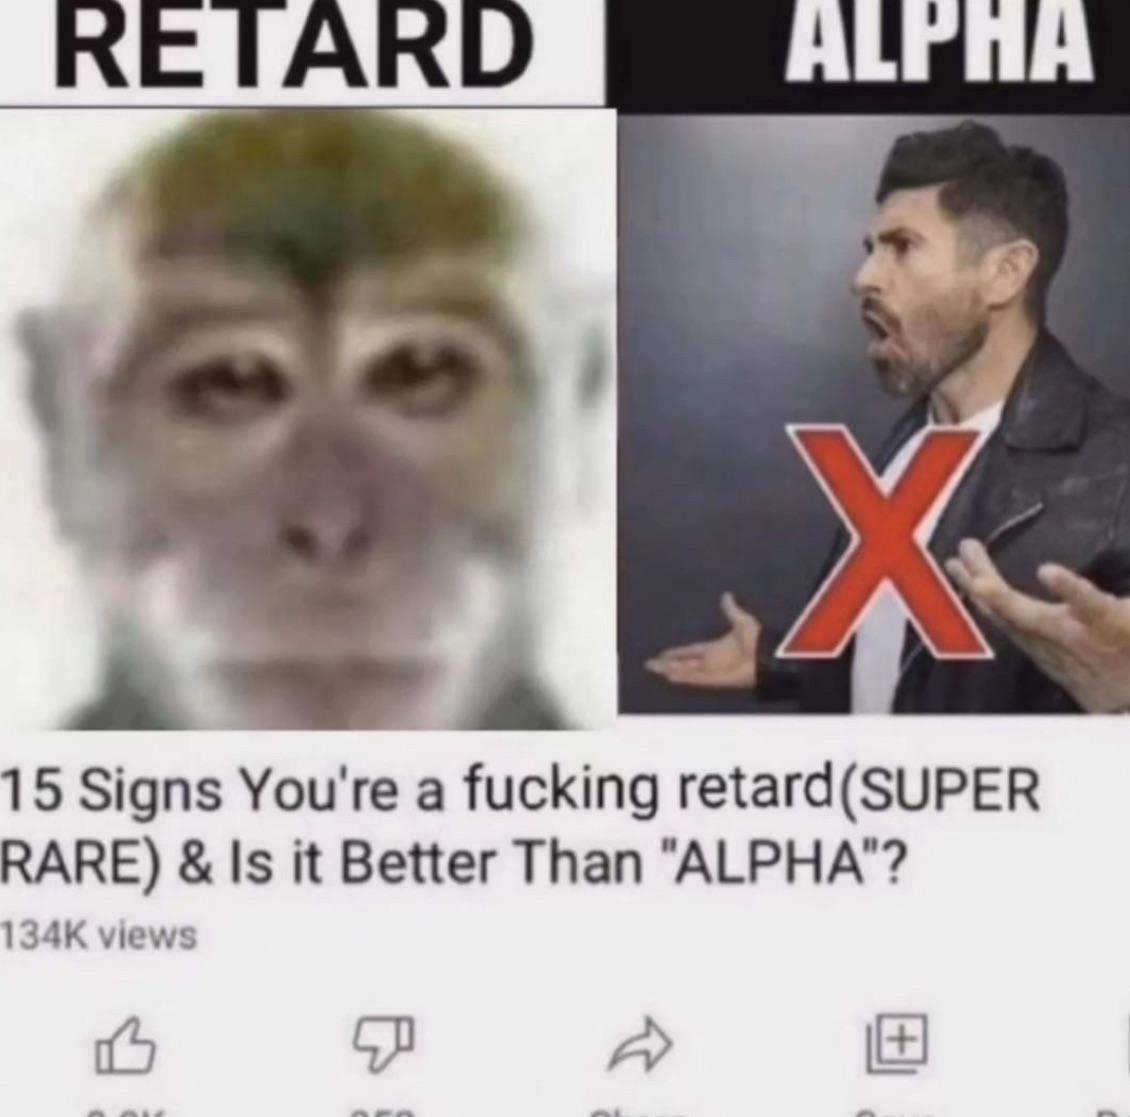 RETARD
ALPHA
X
15 Signs You're a fucking retard(SUPER
RARE) & Is it Better Than "ALPHA"?
134K views